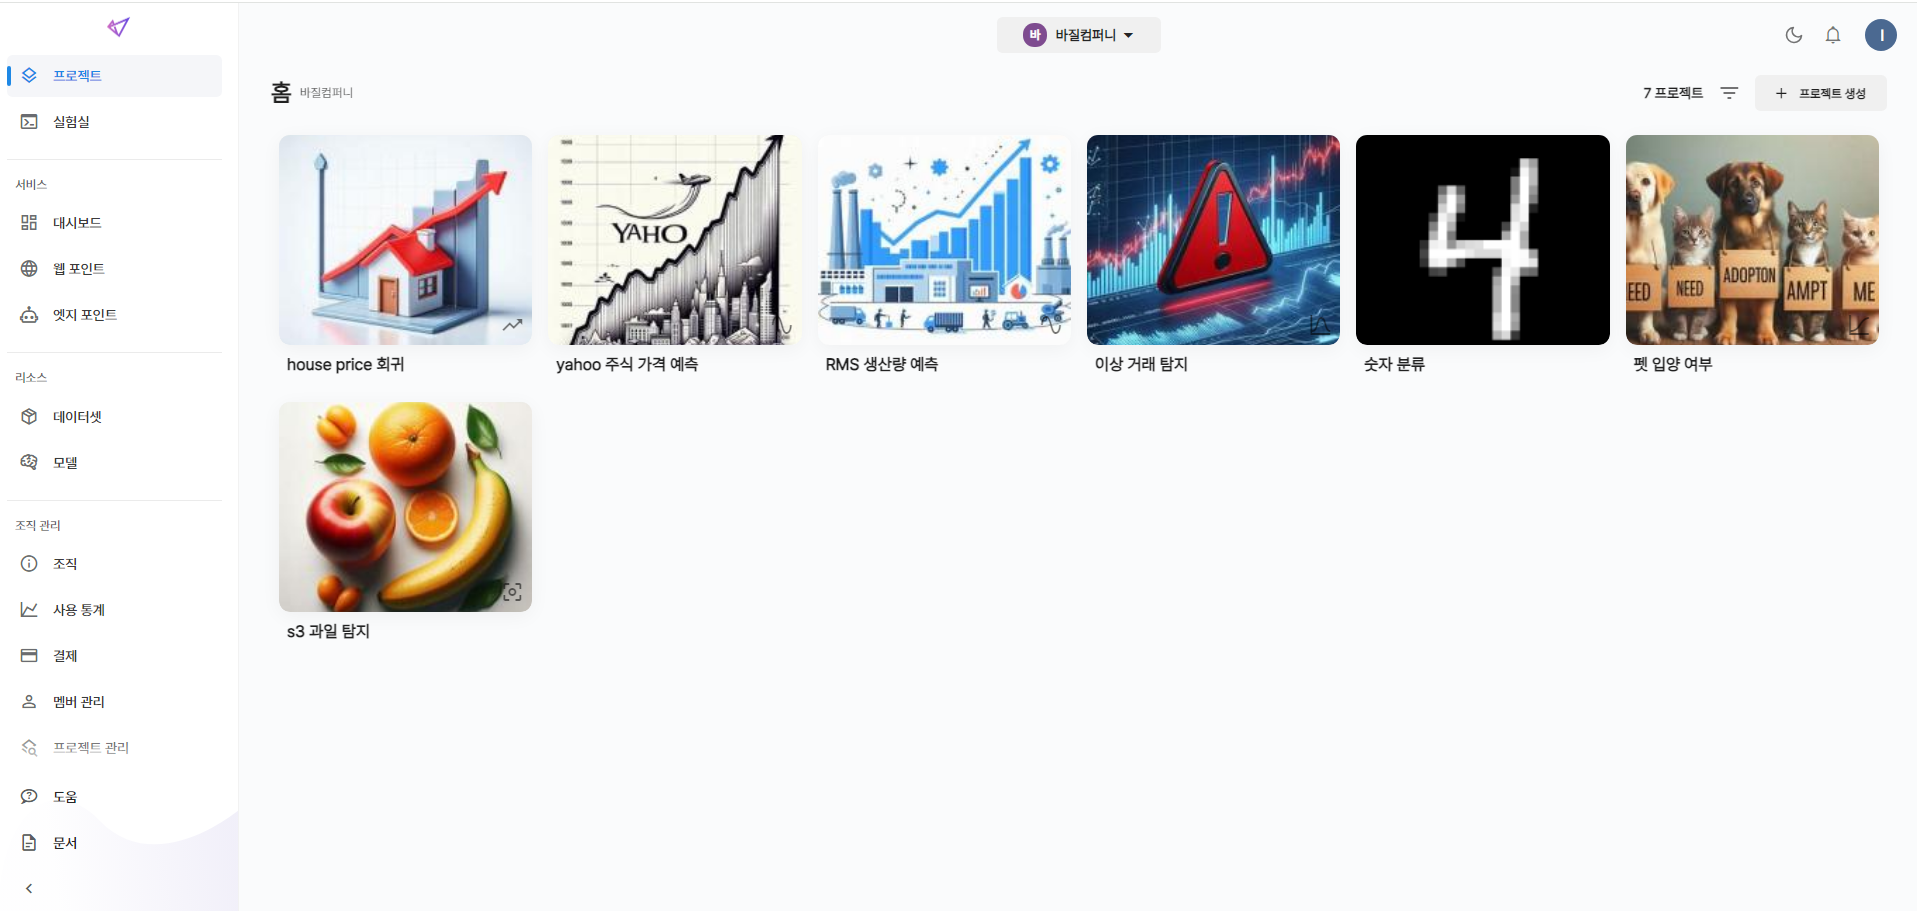 바 바질컴퍼니
I
프로젝트
실험실
서비스
대시보드
웹 포인트
엣지 포인트
리소스
데이터셋
모델
조직 관리
조직
사용 통계
결제
멤버 관리
프로젝트 관리
도움
문서
홈 바질컴퍼니
7 프로젝트
+ 프로젝트 생성
YAHO
EED
NEED
ADOPTON
AMPT
ME
house price 회귀
yahoo 주식 가격 예측
RMS 생산량 예측
이상 거래 탐지
숫자 분류
펫 입양 여부
4
s3 과일 탐지